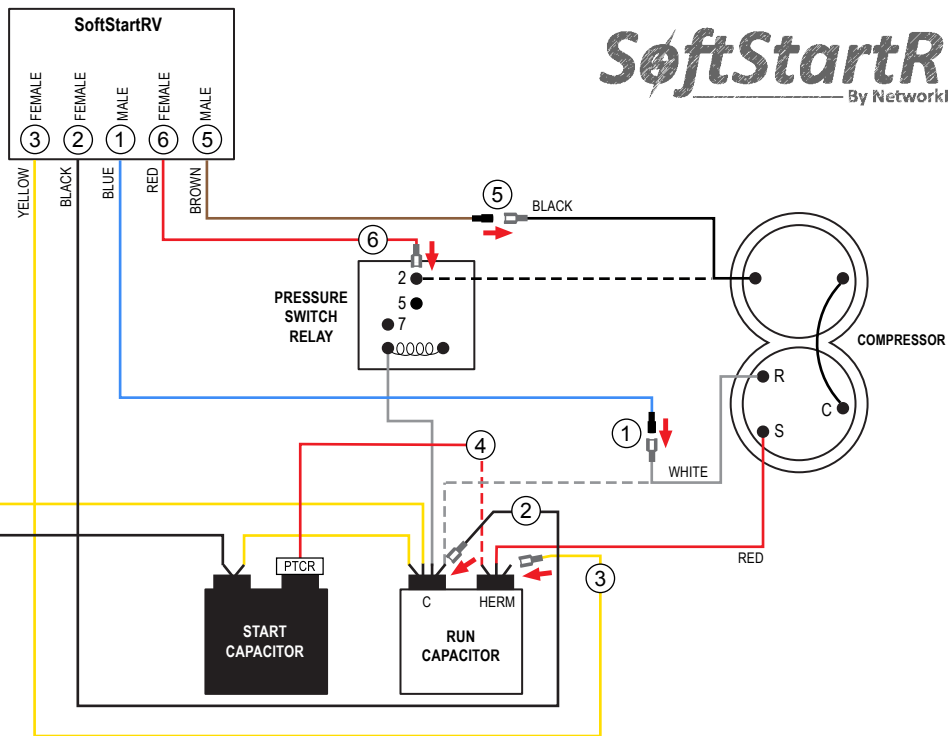 SoftStartRV
SoftStartR
By Networkl
3 FEMALE
2 FEMALE
1 MALE
6 FEMALE
5 MALE
YELLOW
BLACK
BLUE
RED
BROWN
5
BLACK
6
2
5
7
PRESSURE
SWITCH
RELAY
COMPRESSOR
R
C
S
1
WHITE
4
2
RED
3
PTCR
C
HERM
START
CAPACITOR
RUN
CAPACITOR